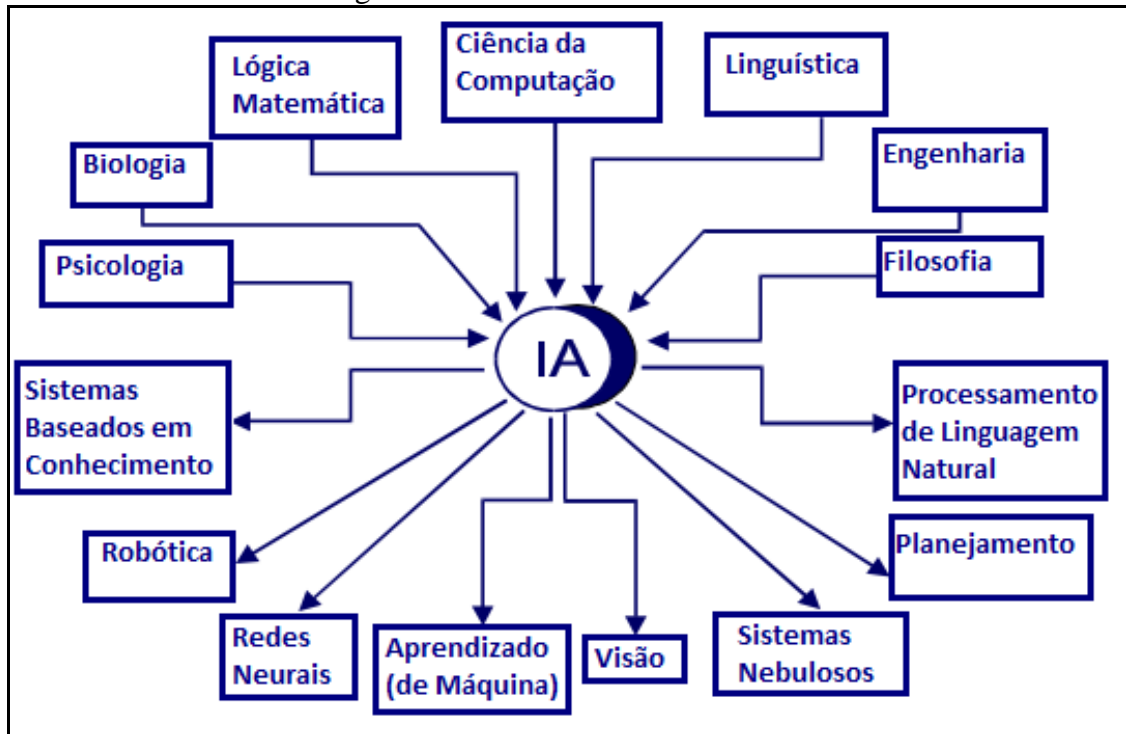 Ciência da
Computação
Lógica
Matemática
Linguística
Biologia
Engenharia
Psicologia
Filosofia
IA
Sistemas
Baseados em
Conhecimento
Processamento
de Linguagem
Natural
Robótica
Planejamento
Redes
Neurais
Aprendizado
(de Máquina)
Visão
Sistemas
Nebulosos